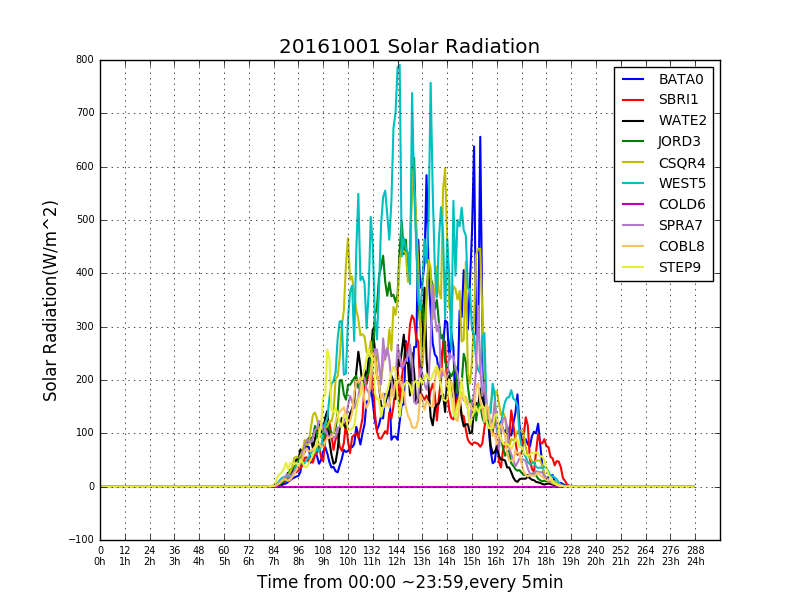 20161001 Solar Radiation
800
700
600
500
400
300
200
100
0
−100
Solar Radiation(W/m^2)
BATA0
SBRI1
WATE2
JORD3
CSQR4
WEST5
COLD6
SPRA7
COBL8
STEP9
0 12 24 36 48 60 72 84 96 108 120 132 144 156 168 180 192 204 216 228 240 252 264 276 288
0h 1h 2h 3h 4h 5h 6h 7h 8h 9h 10h 11h 12h 13h 14h 15h 16h 17h 18h 19h 20h 21h 22h 23h 24h
Time from 00:00 ~23:59,every 5min